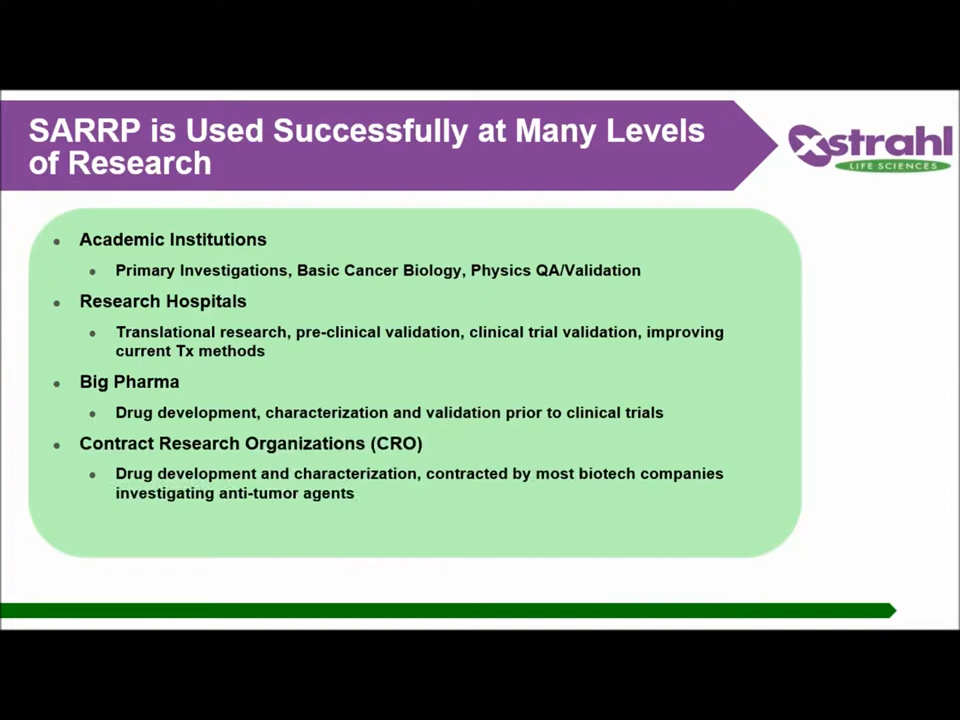 SARRP is Used Successfully at Many Levels
of Research
xstrahl
LIFE SCIENCES
• Academic Institutions
• Primary Investigations, Basic Cancer Biology, Physics QA/Validation
• Research Hospitals
• Translational research, pre-clinical validation, clinical trial validation, improving
current Tx methods
• Big Pharma
• Drug development, characterization and validation prior to clinical trials
• Contract Research Organizations (CRO)
• Drug development and characterization, contracted by most biotech companies
investigating anti-tumor agents